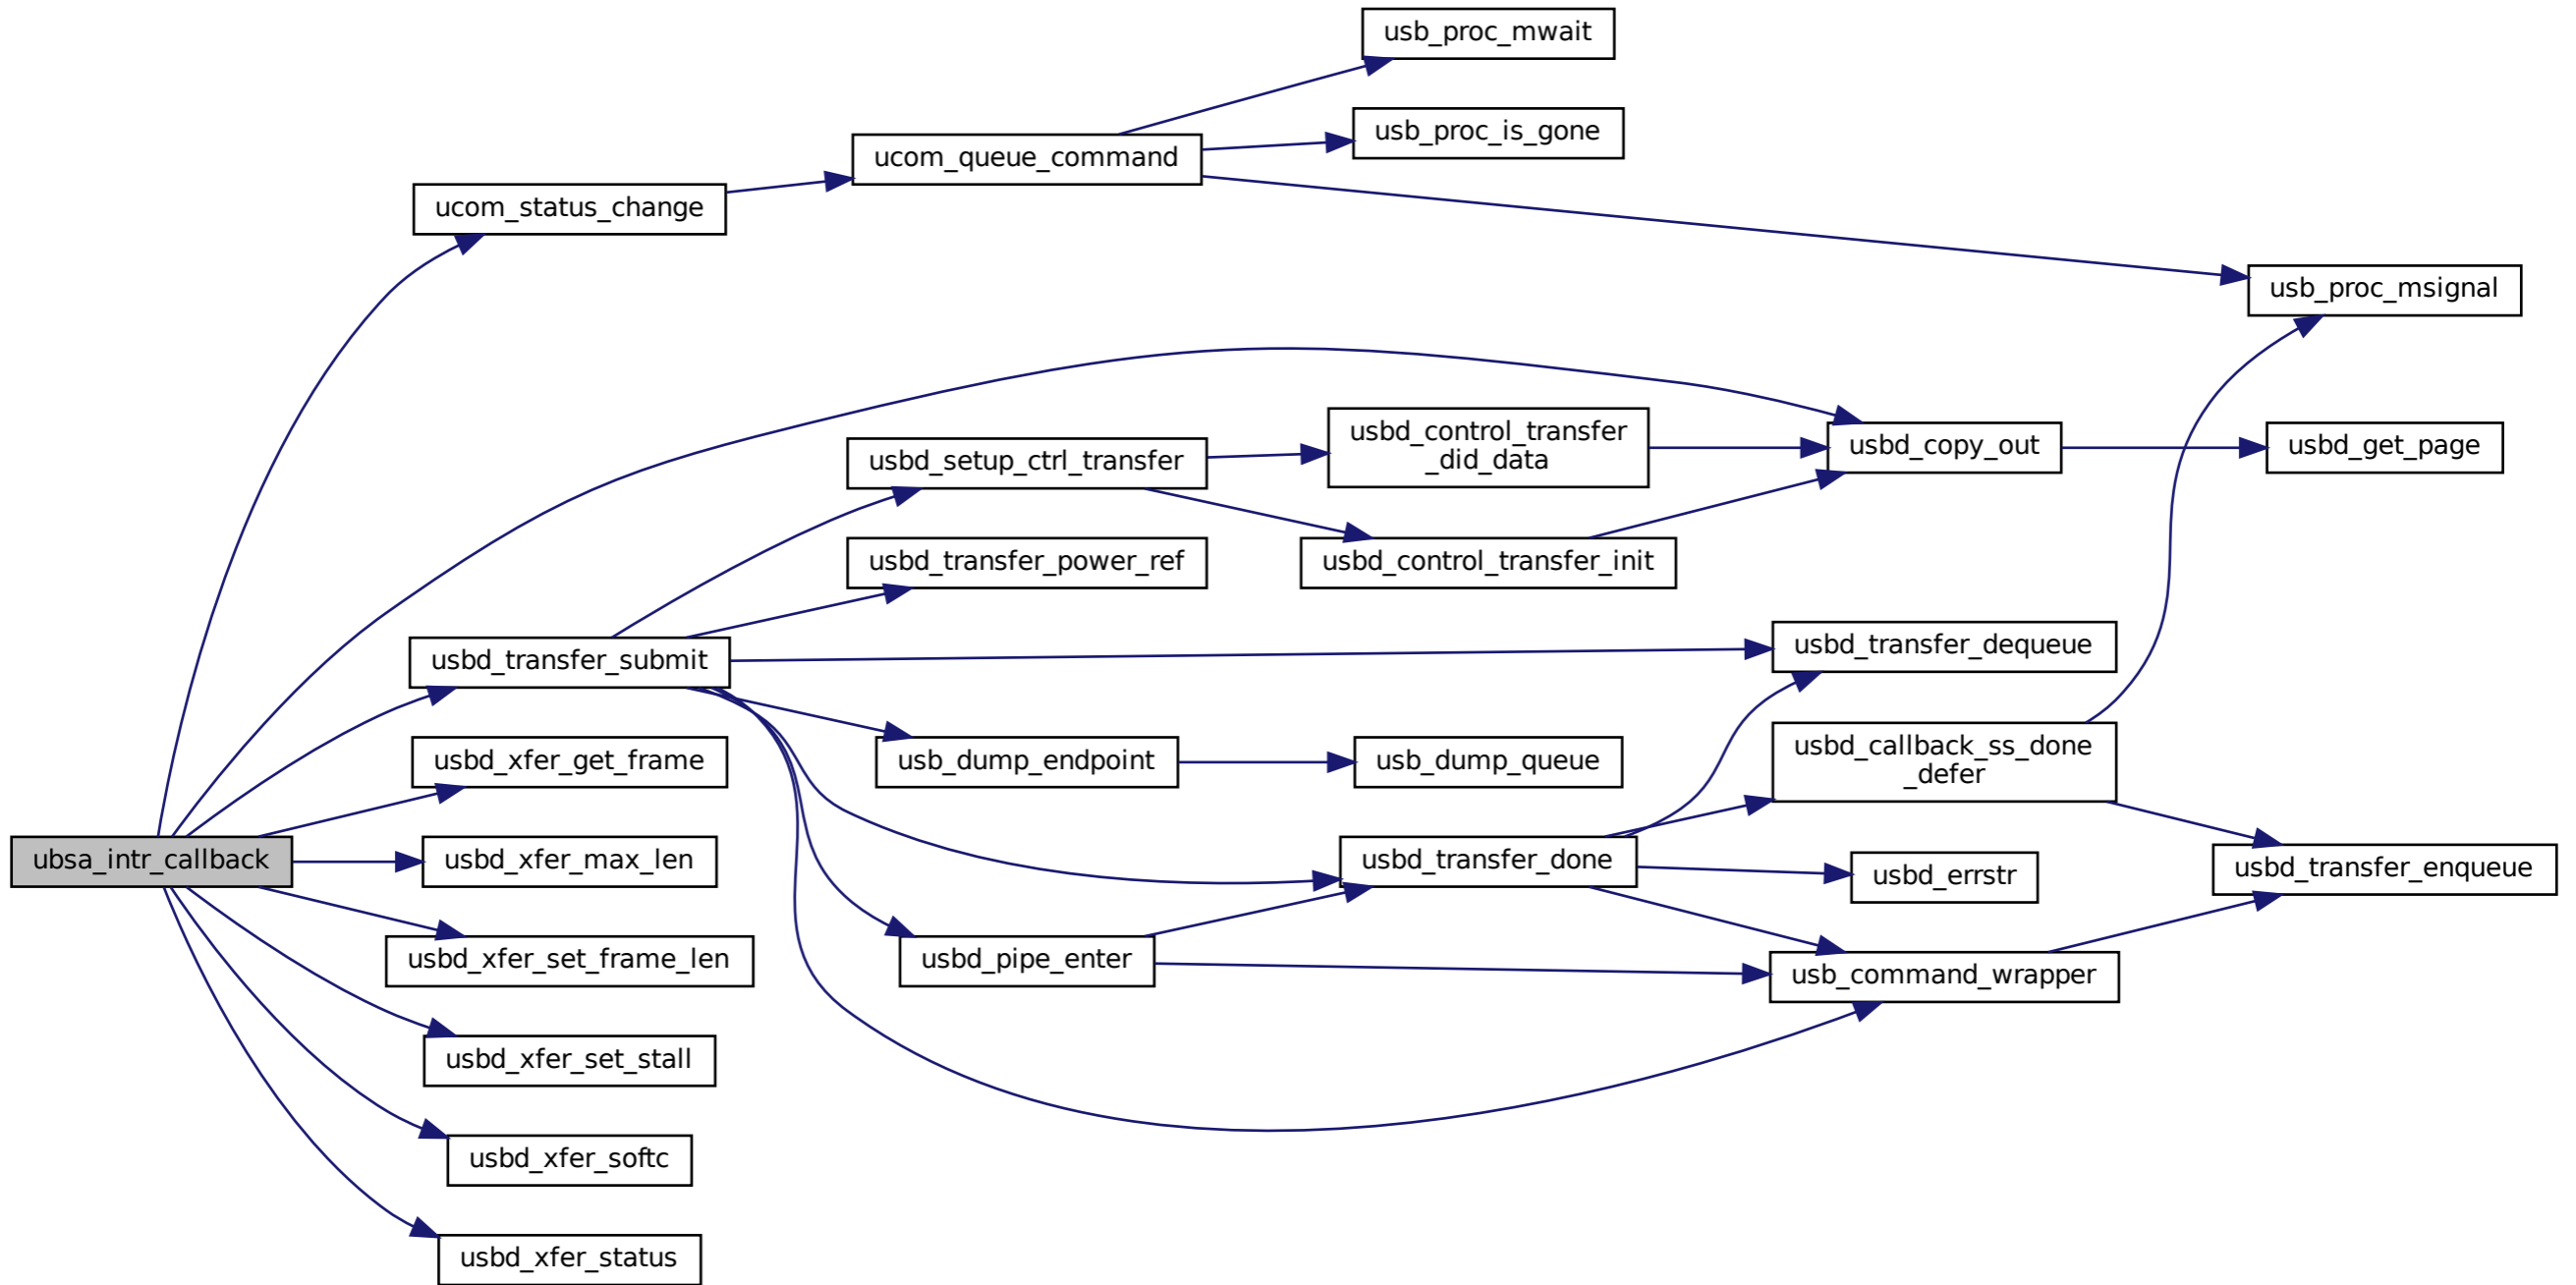 usb_proc_mwait
usb_proc_is_gone
ucom_queue_command
ucom_status_change
usb_proc_msignal
usbd_control_transfer
_did_data
usbd_copy_out
usbd_get_page
usbd_setup_ctrl_transfer
usbd_control_transfer_init
usbd_transfer_power_ref
usbd_transfer_dequeue
usbd_transfer_submit
usbd_callback_ss_done
_defer
usbd_xfer_get_frame
usb_dump_endpoint
usb_dump_queue
ubsa_intr_callback
usbd_xfer_max_len
usbd_transfer_done
usbd_errstr
usbd_transfer_enqueue
usbd_xfer_set_frame_len
usbd_pipe_enter
usb_command_wrapper
usbd_xfer_set_stall
usbd_xfer_softc
usbd_xfer_status